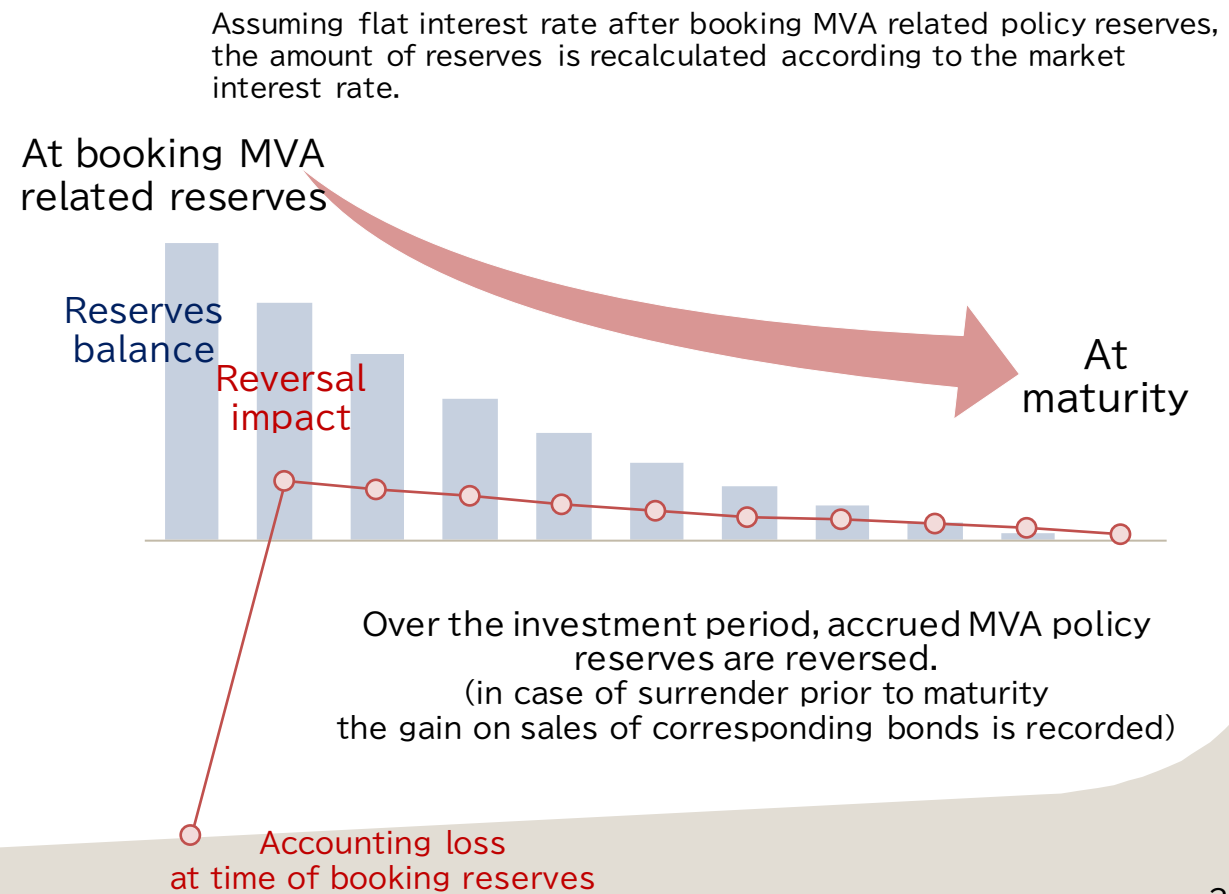 Assuming flat interest rate after booking MVA related policy reserves,
the amount of reserves is recalculated according to the market
interest rate.
At booking MVA
related reserves
Reserves
balance
Reversal
impact
At
maturity
Over the investment period, accrued MVA policy
reserves are reversed.
(in case of surrender prior to maturity
the gain on sales of corresponding bonds is recorded)
Accounting loss
at time of booking reserves